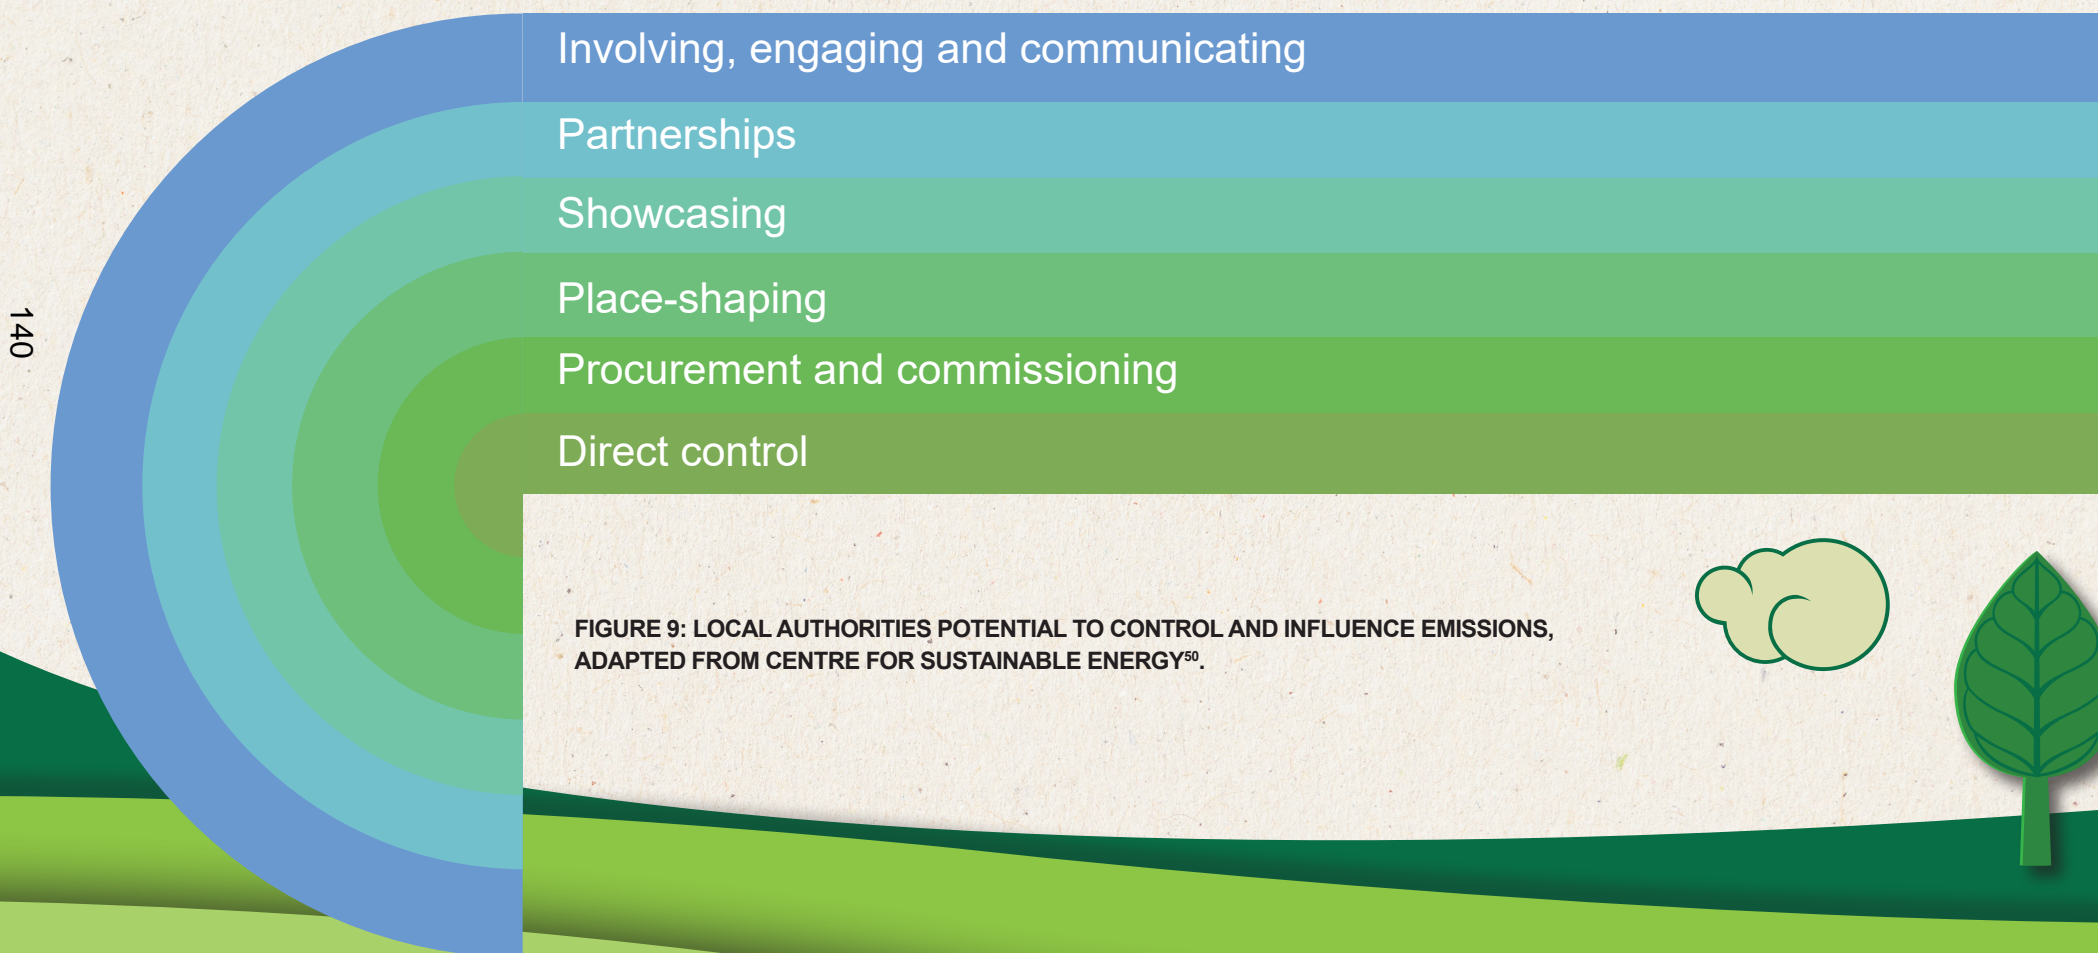 Involving, engaging and communicating
Partnerships
Showcasing
Place-shaping
Procurement and commissioning
Direct control
140
FIGURE 9: LOCAL AUTHORITIES POTENTIAL TO CONTROL AND INFLUENCE EMISSIONS,
ADAPTED FROM CENTRE FOR SUSTAINABLE ENERGY⁵⁰.